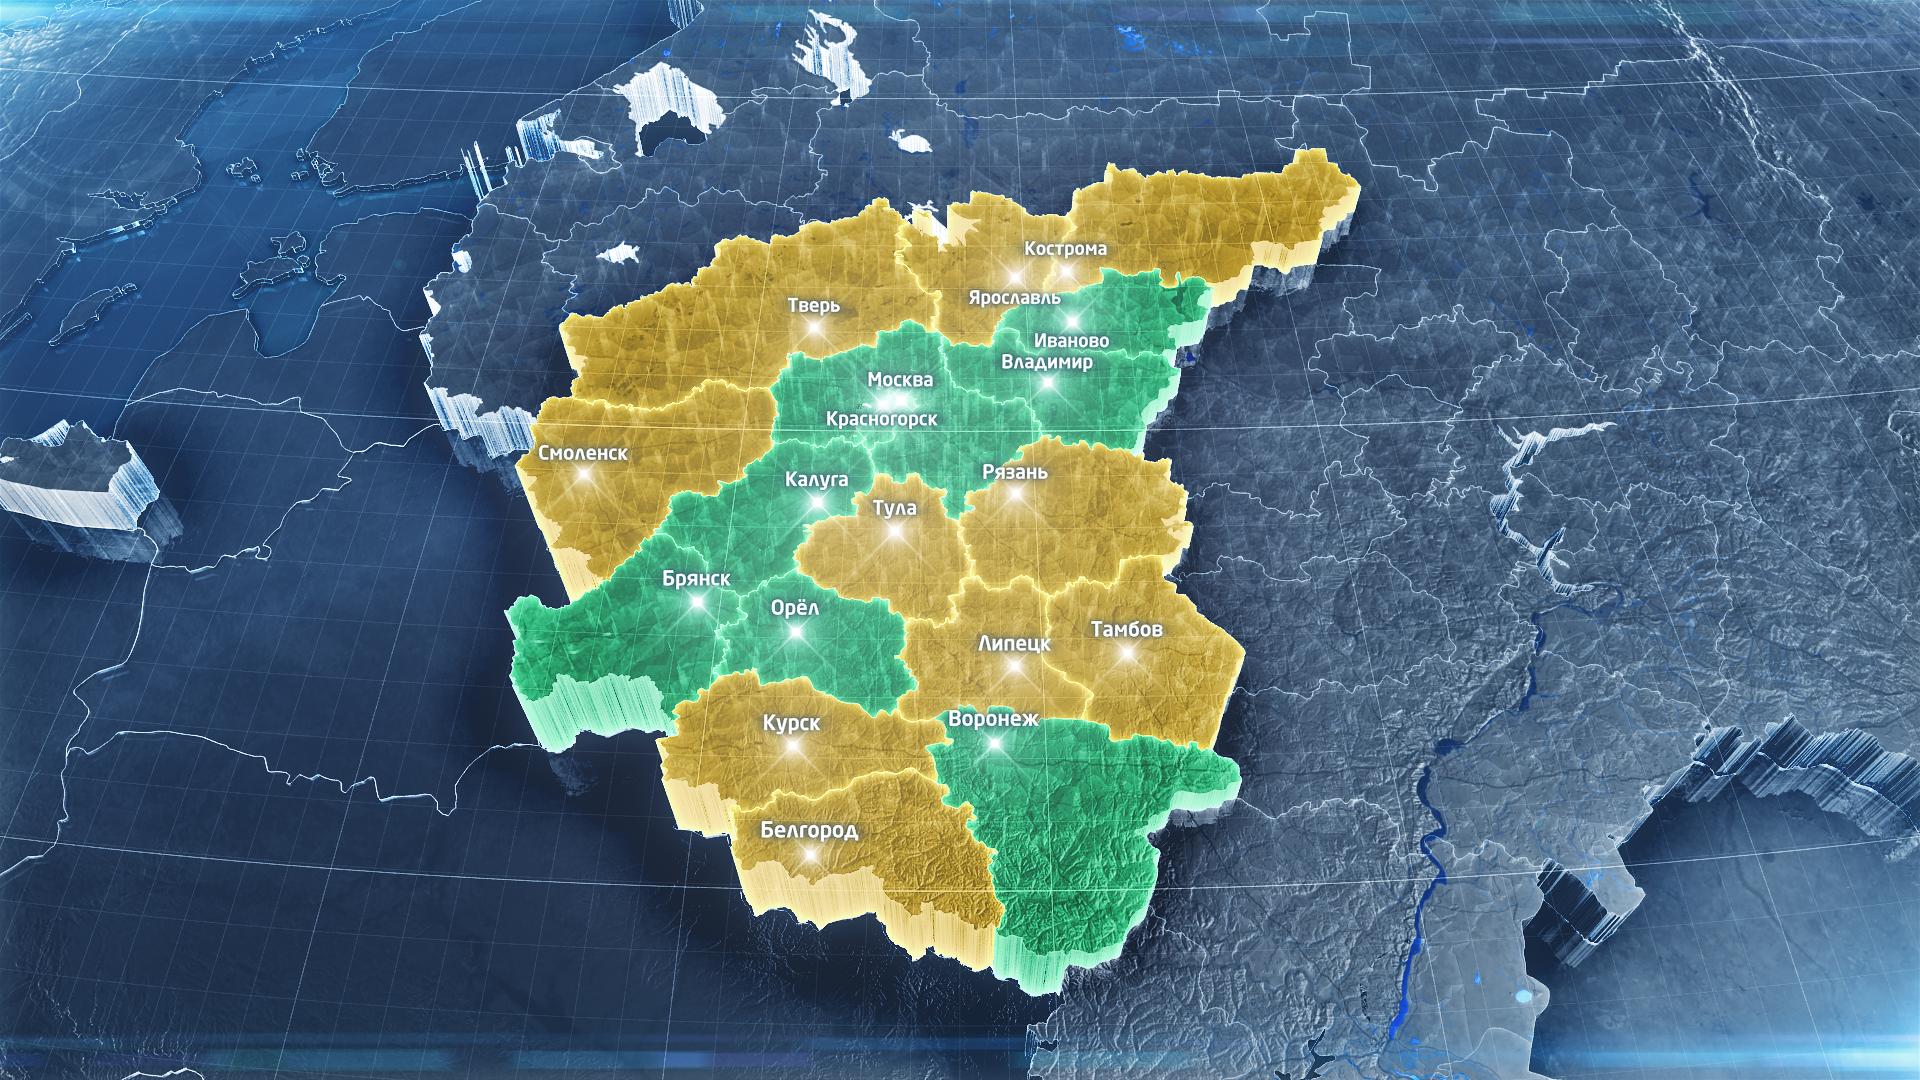 Кострома
Ярославль
Тверь
Иваново
Владимир
Москва
Красногорск
Смоленск
Рязань
Калуга
Тула
Брянск
Орёл
Тамбов
Липецк
Воронеж
Курск
Белгород